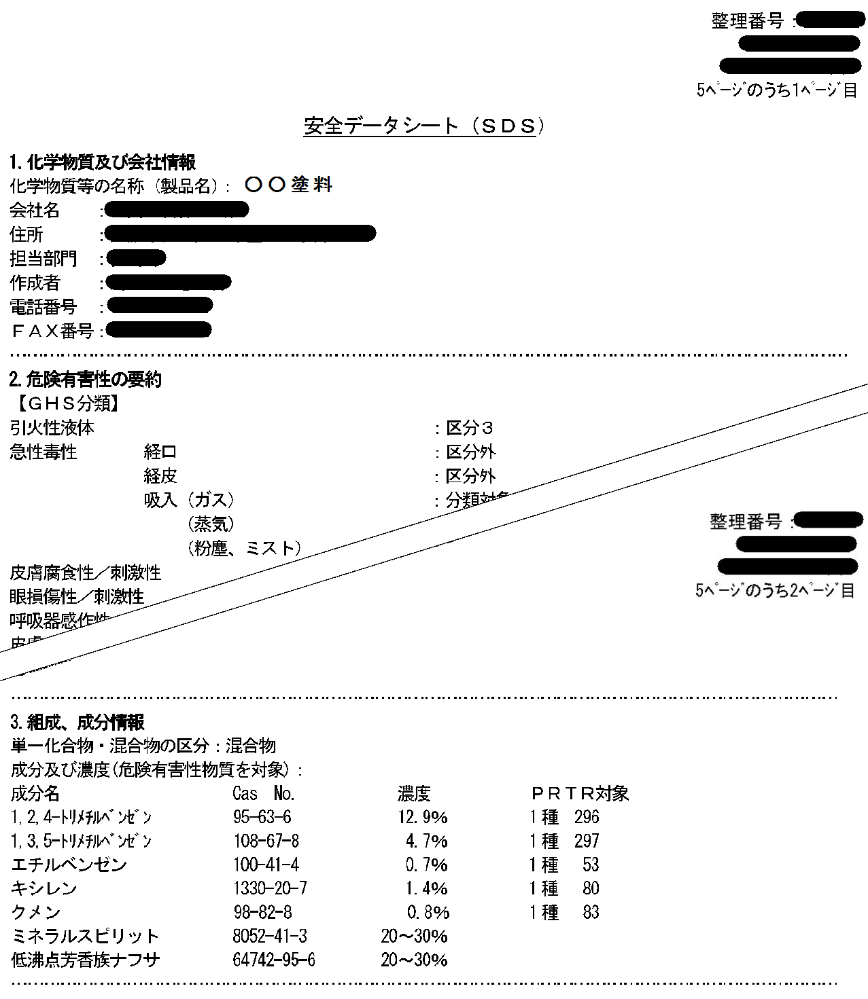 整理番号 :
5ﾍﾟｰｼﾞのうち1ﾍﾟｰｼﾞ目
安全データシート（ＳＤＳ）
1. 化学物質及び会社情報
化学物質等の名称（製品名）: 〇〇塗料
会社名 :
住所 :
担当部門 :
作成者 :
電話番号 :
ＦＡＸ番号 :
2. 危険有害性の要約
【ＧＨＳ分類】
引火性液体 : 区分３
急性毒性 経口 : 区分外
経皮 : 区分外
吸入（ガス） : 分類対象
（蒸気）
（粉塵、ミスト）
皮膚腐食性／刺激性
眼損傷性／刺激性
呼吸器感作性
皮膚
整理番号 :
5ﾍﾟｰｼﾞのうち2ﾍﾟｰｼﾞ目
3. 組成、成分情報
単一化合物・混合物の区分 : 混合物
成分及び濃度(危険有害性物質を対象) :
成分名 Cas No. 濃度 ＰＲＴＲ対象
1,2,4-ﾄﾘﾒﾁﾙﾍﾞﾝｾﾞﾝ 95-63-6 12.9% 1種 296
1,3,5-ﾄﾘﾒﾁﾙﾍﾞﾝｾﾞﾝ 108-67-8 4.7% 1種 297
エチルベンゼン 100-41-4 0.7% 1種 53
キシレン 1330-20-7 1.4% 1種 80
クメン 98-82-8 0.8% 1種 83
ミネラルスピリット 8052-41-3 20～30%
低沸点芳香族ナフサ 64742-95-6 20～30%